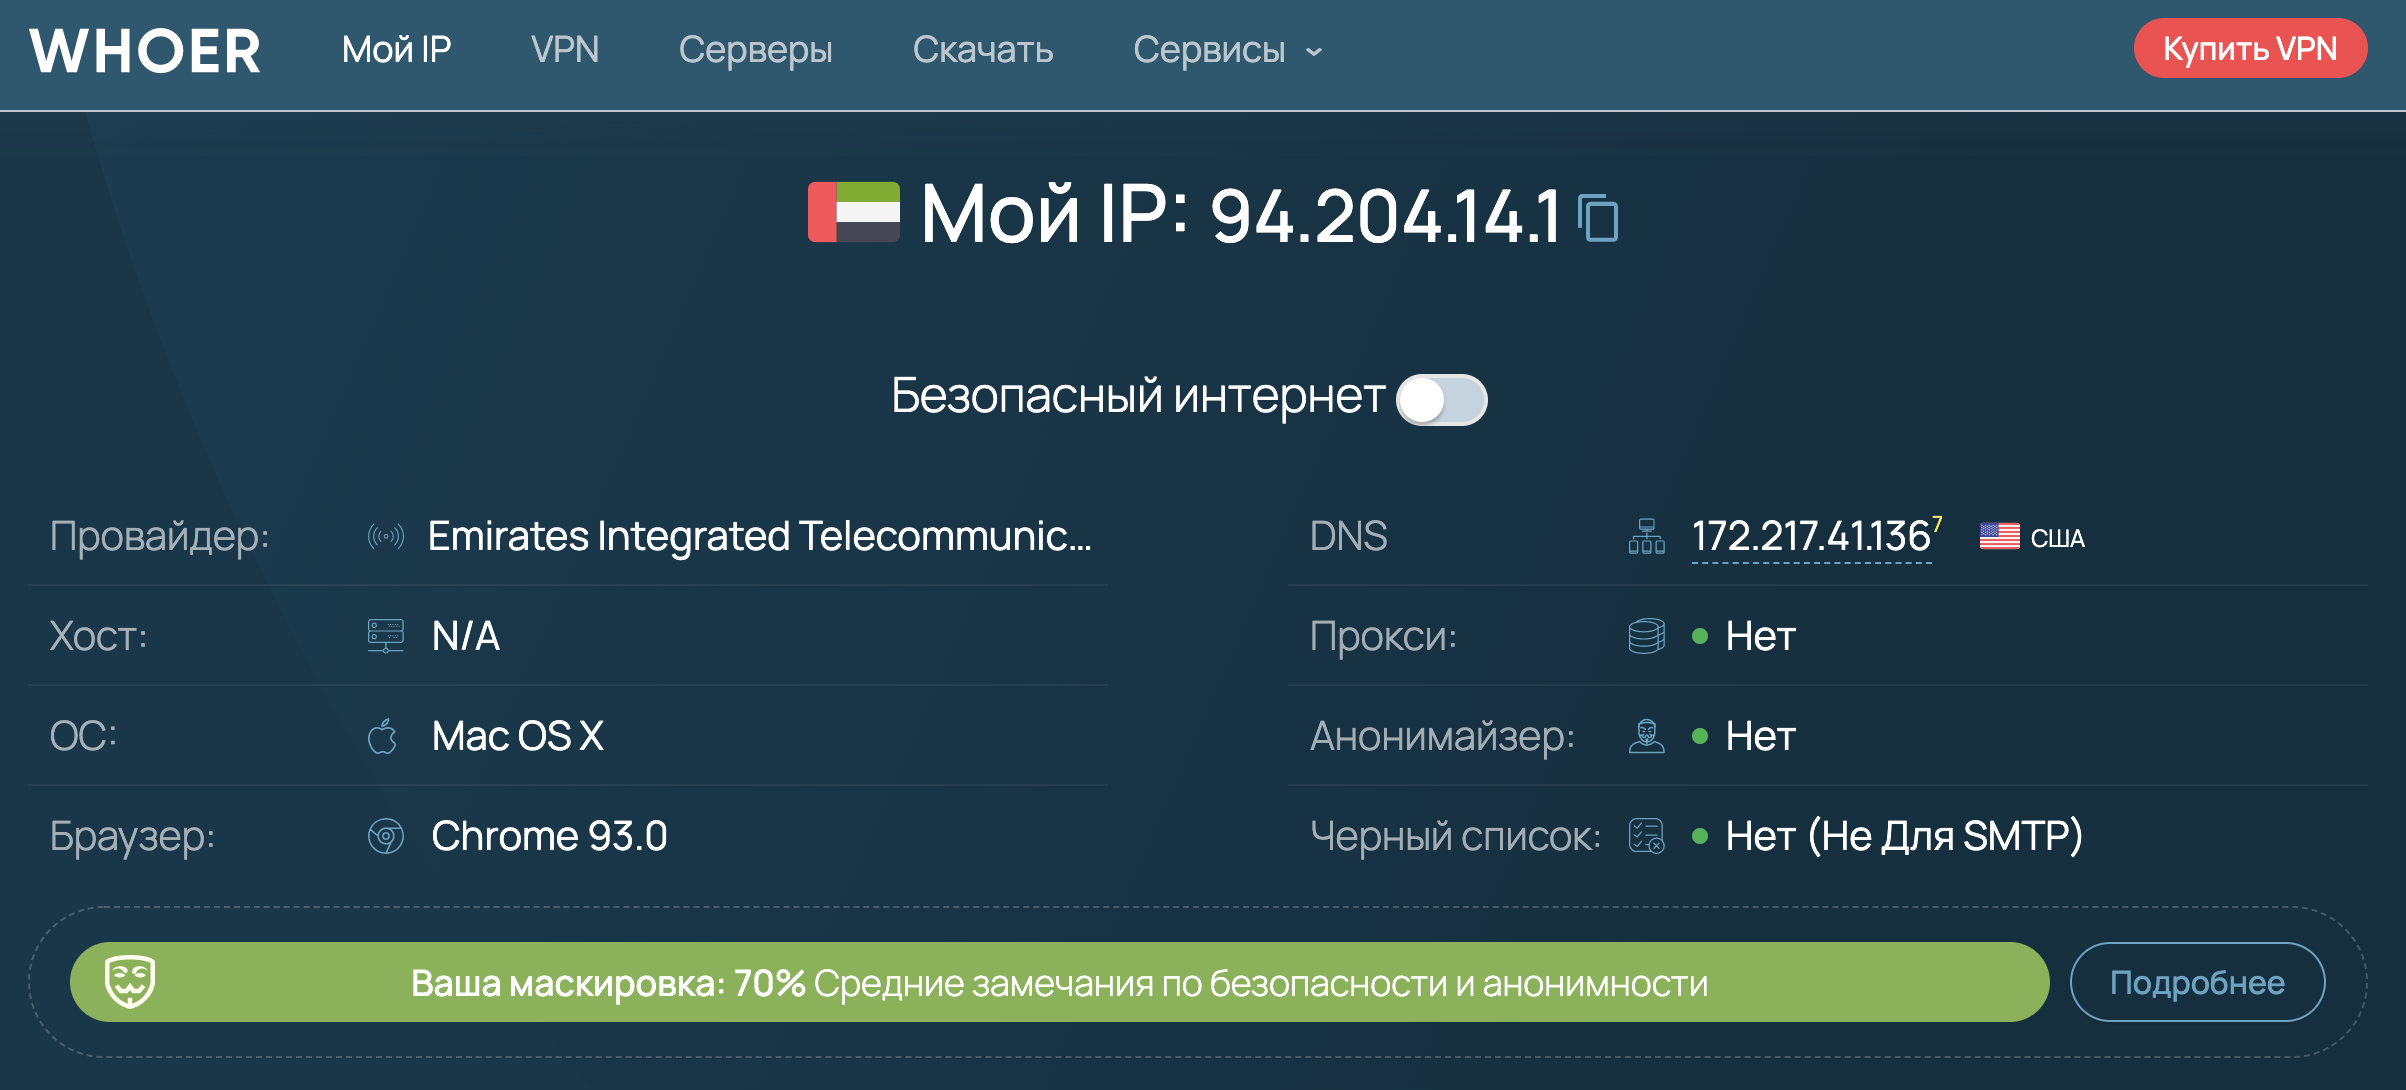 WHOER Мой IP VPN Серверы Скачать Сервисы Купить VPN
Мой IP: 94.204.14.1
Безопасный интернет
Провайдер: Emirates Integrated Telecommunic...
Хост: N/A
ОС: Mac OS X
Браузер: Chrome 93.0
DNS 172.217.41.136 7 США
Прокси: Нет
Анонимайзер: Нет
Черный список: Нет (Не Для SMTP)
Ваша маскировка: 70% Средние замечания по безопасности и анонимности
Подробнее